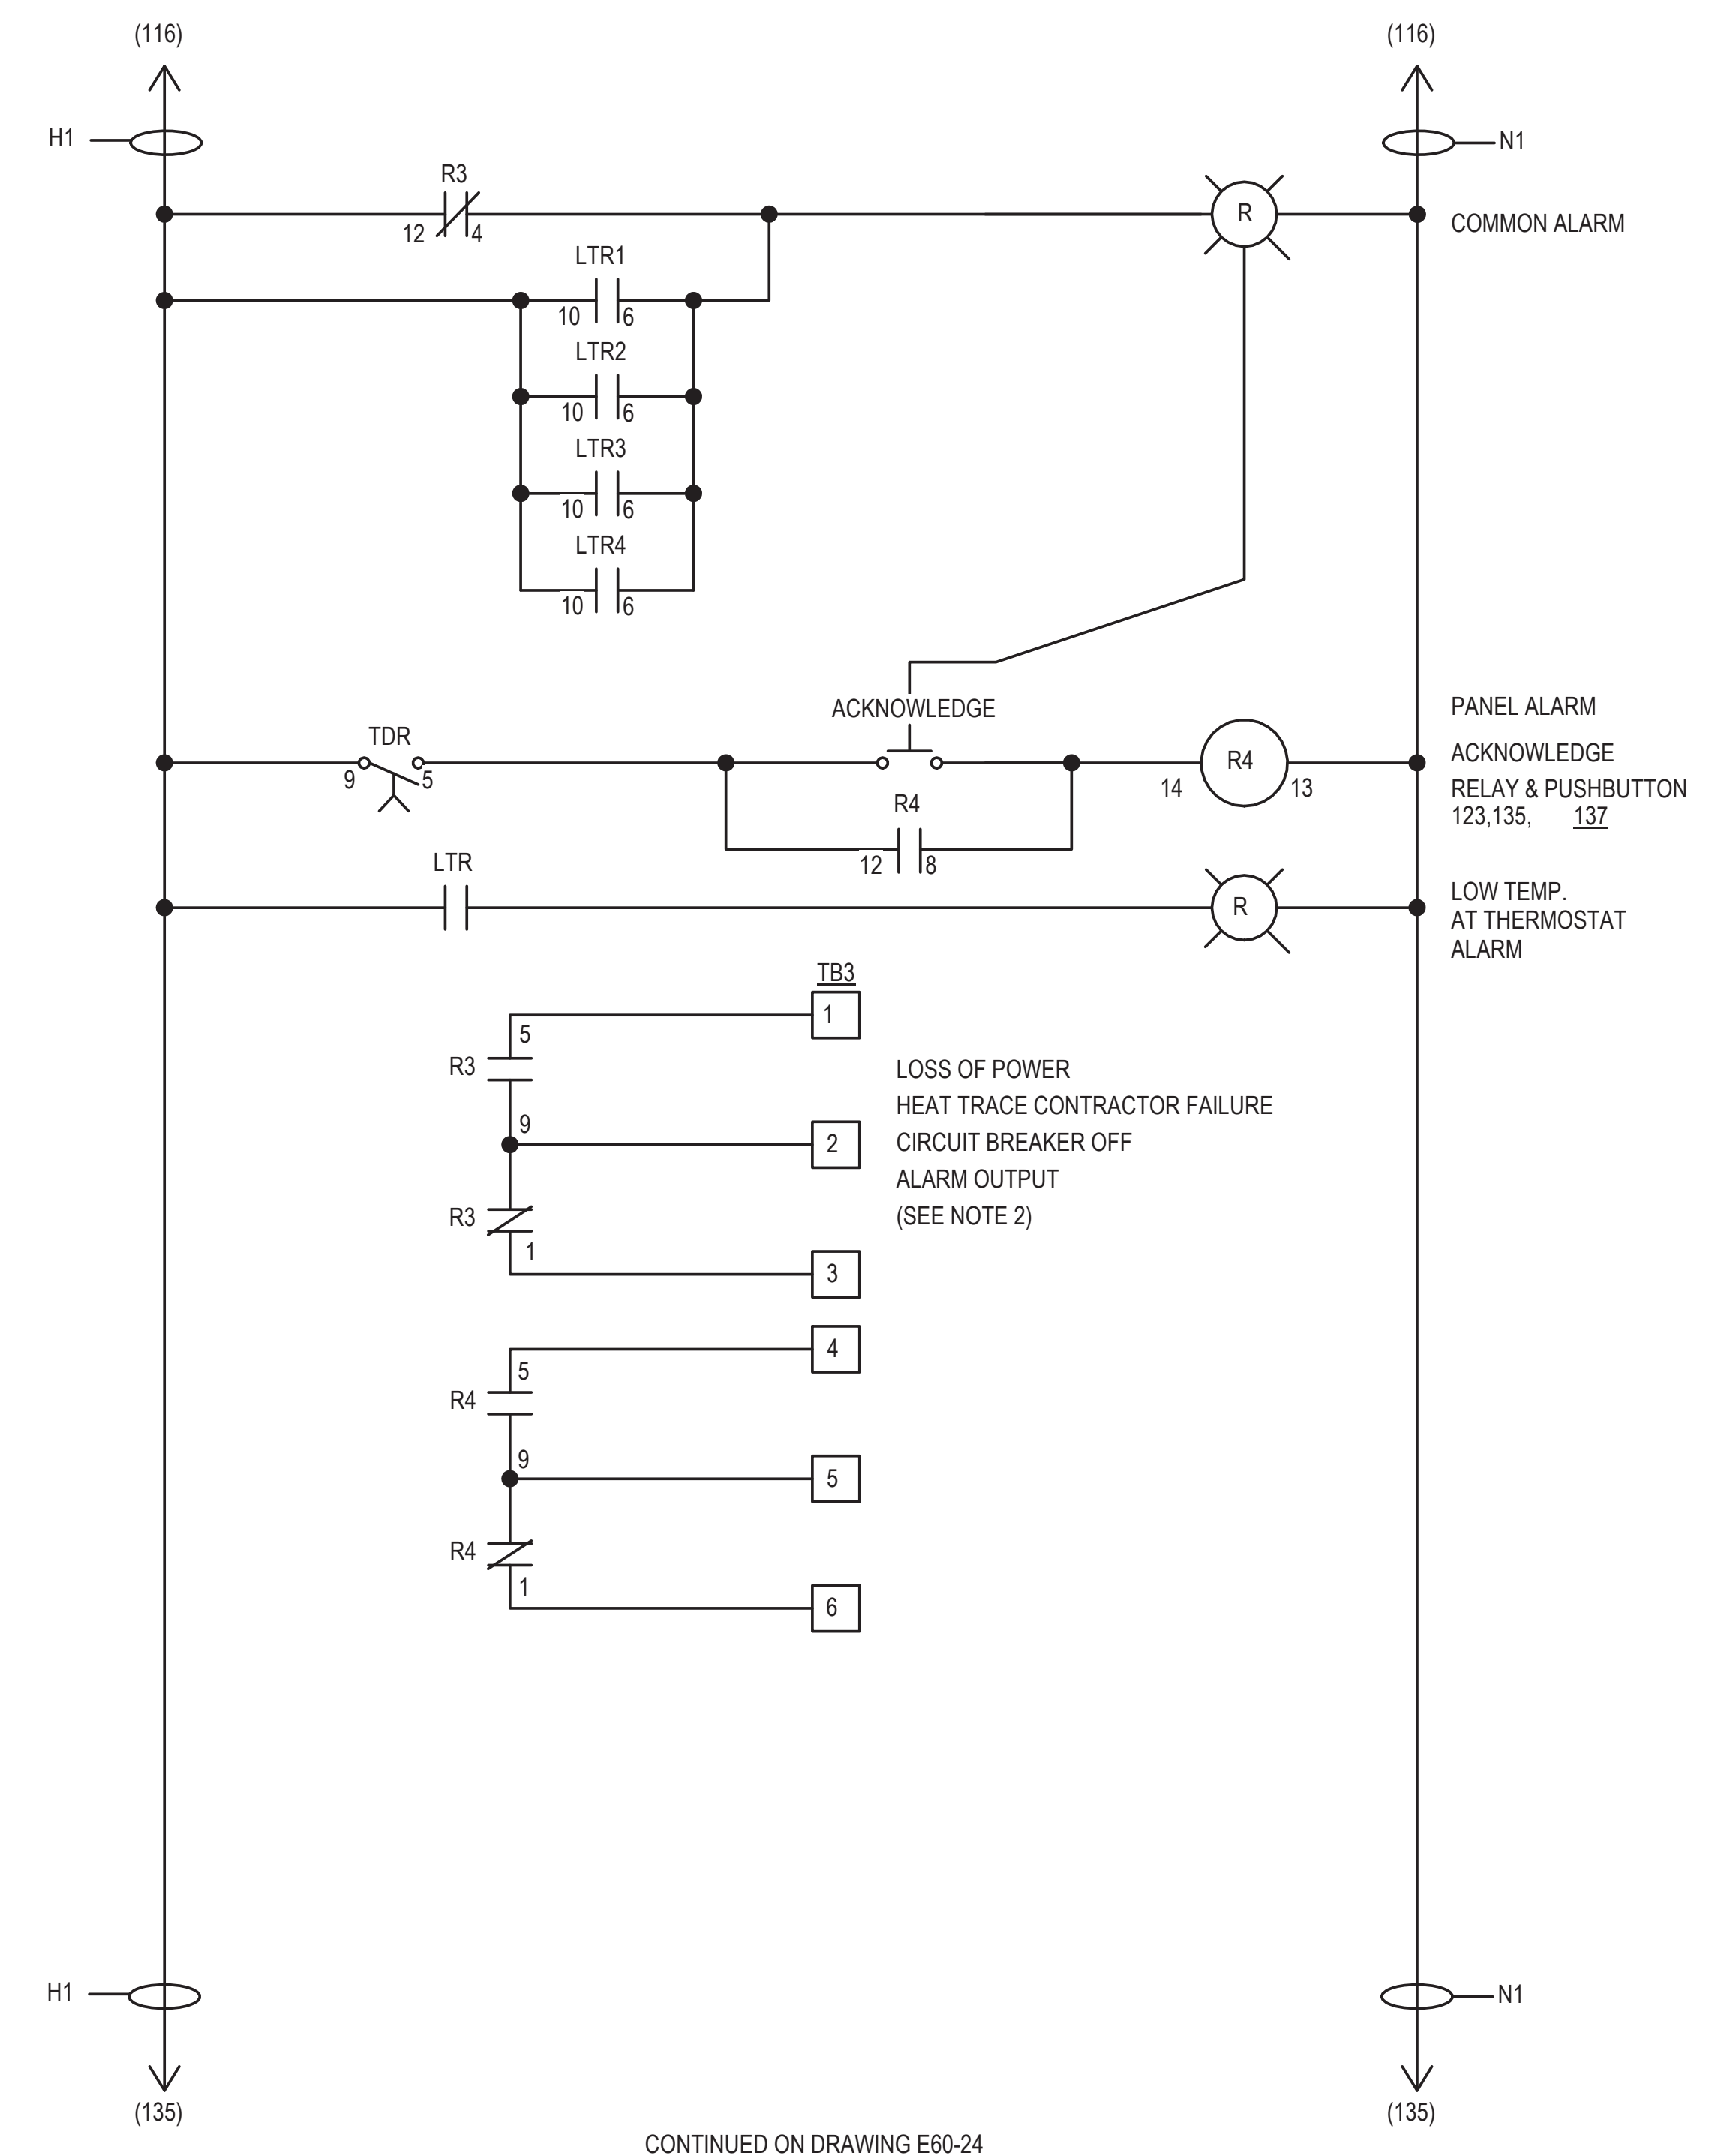 (116) (116)
H1 N1
R3
R
12 4
COMMON ALARM
LTR1
10 6
LTR2
10 6
LTR3
10 6
LTR4
10 6
ACKNOWLEDGE
PANEL ALARM
TDR
ACKNOWLEDGE
9 5
R4
14 13
RELAY & PUSHBUTTON
R4
123,135, 137
12 8
LTR
LOW TEMP.
R
AT THERMOSTAT
ALARM
TB3
1
5
R3
LOSS OF POWER
HEAT TRACE CONTRACTOR FAILURE
9
2
CIRCUIT BREAKER OFF
ALARM OUTPUT
R3
(SEE NOTE 2)
1
3
4
5
R4
9
5
R4
1
6
H1 N1
(135) (135)
CONTINUED ON DRAWING E60-24